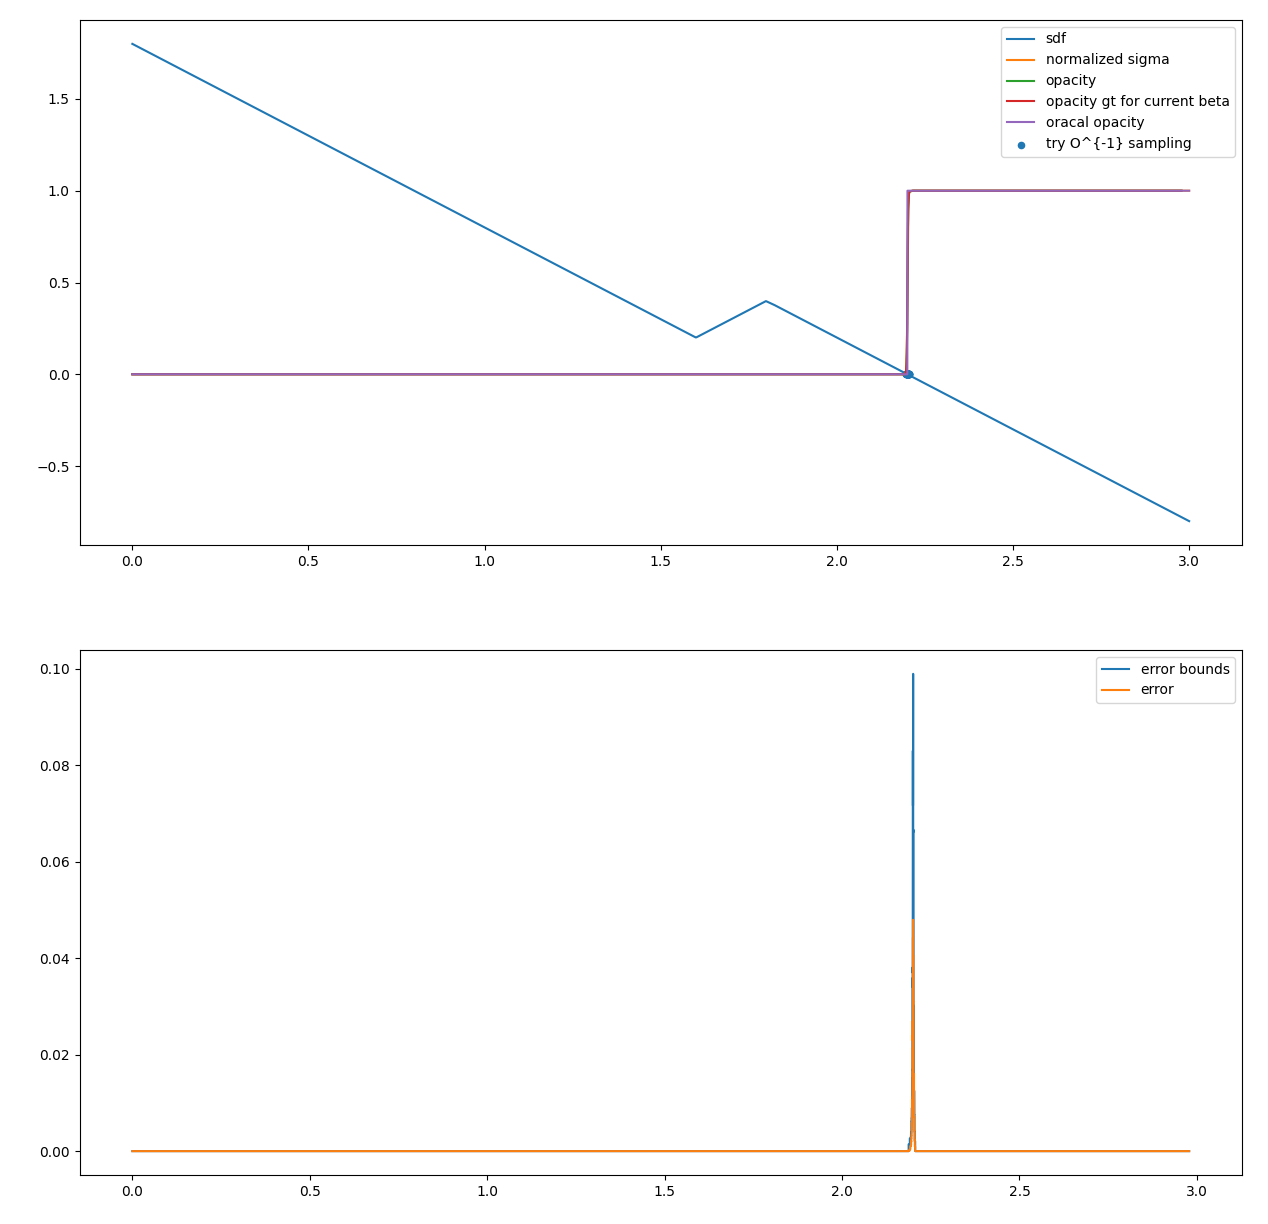 1.5
1.0
0.5
0.0
−0.5
sdf
normalized sigma
opacity
opacity gt for current beta
oracal opacity
try O^{-1} sampling
0.0 0.5 1.0 1.5 2.0 2.5 3.0
0.10
0.08
0.06
0.04
0.02
0.00
error bounds
error
0.0 0.5 1.0 1.5 2.0 2.5 3.0